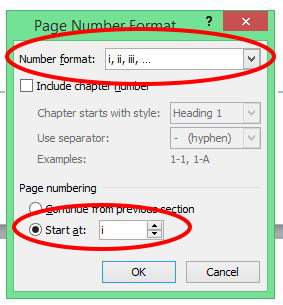 Page Number Format ? ×
Number format: i, ii, iii, ...
Include chapter number
Chapter starts with style: Heading 1
Use separator: - (hyphen)
Examples: 1-1, 1-A
Page numbering
Continue from previous section
Start at: i
OK Cancel